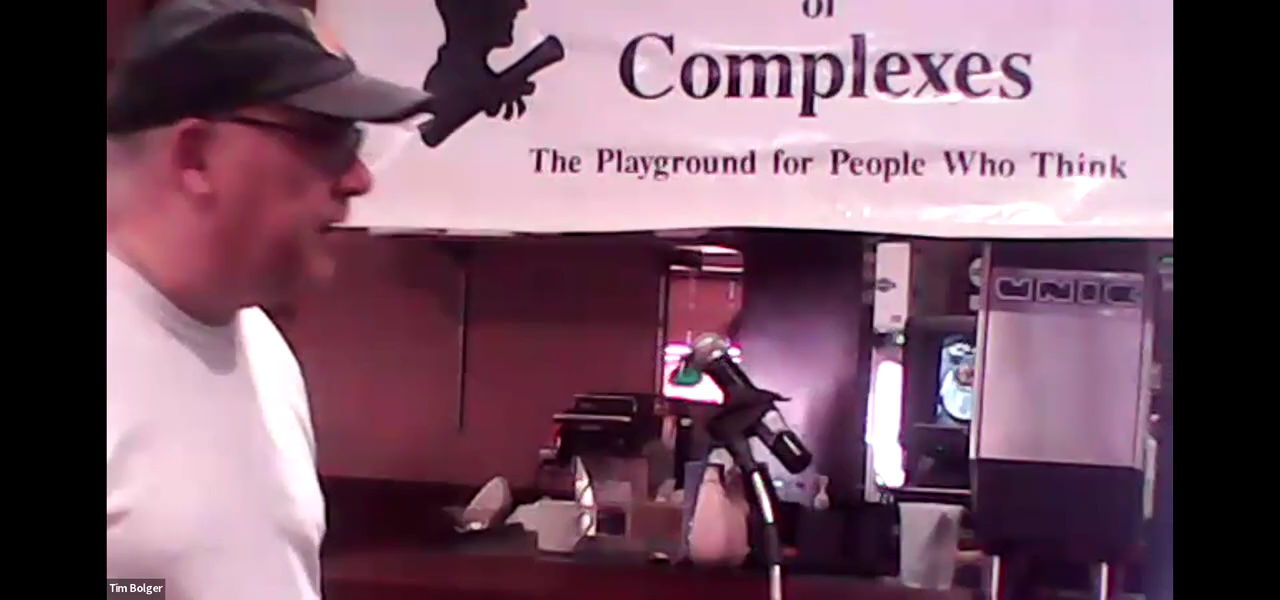 of
Complexes
The Playground for People Who Think
UNIC
Tim Bolger